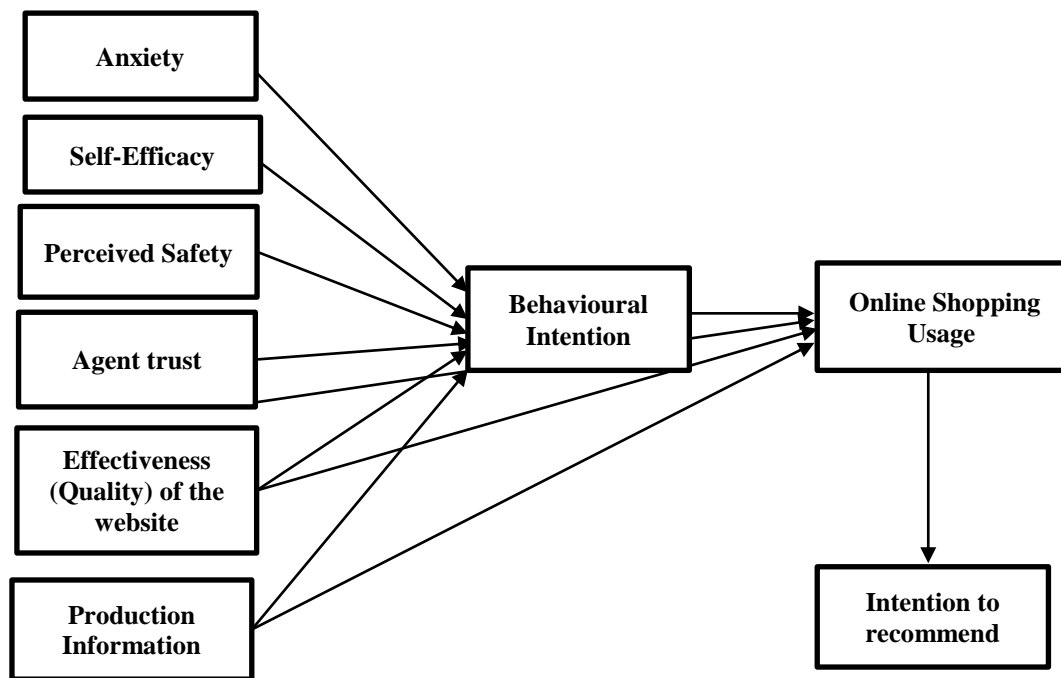 Anxiety
Self-Efficacy
Perceived Safety
Agent trust
Effectiveness
(Quality) of the
website
Production
Information
Behavioural
Intention
Online Shopping
Usage
Intention to
recommend